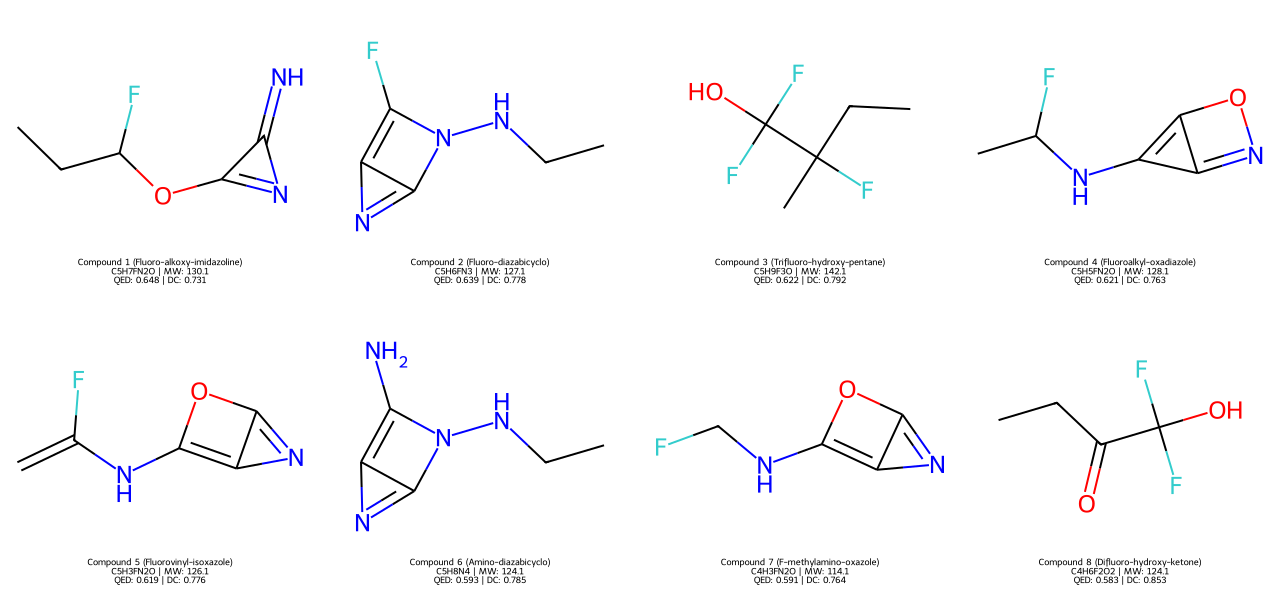 F
NH
O
N
Compound 1 (Fluoro-alkoxy-imidazoline)
C5H7FN2O | MW: 130.1
QED: 0.648 | DC: 0.731
F
N
H
N
N
Compound 2 (Fluoro-diazabicyclo)
C5H6FN3 | MW: 127.1
QED: 0.639 | DC: 0.778
HO
F
F
F
Compound 3 (Trifluoro-hydroxy-pentane)
C5H9F3O | MW: 142.1
QED: 0.622 | DC: 0.792
F
O
N
N
H
Compound 4 (Fluoroalkyl-oxadiazole)
C5H5FN2O | MW: 128.1
QED: 0.621 | DC: 0.763
F
O
N
N
H
Compound 5 (Fluorovinyl-isoxazole)
C5H3FN2O | MW: 126.1
QED: 0.619 | DC: 0.776
NH2
H
N
N
N
Compound 6 (Amino-diazabicyclo)
C5H8N4 | MW: 124.1
QED: 0.593 | DC: 0.785
O
F
N
H
N
Compound 7 (F-methylamino-oxazole)
C4H3FN2O | MW: 114.1
QED: 0.591 | DC: 0.764
F
OH
F
O
Compound 8 (Difluoro-hydroxy-ketone)
C4H6F2O2 | MW: 124.1
QED: 0.583 | DC: 0.853